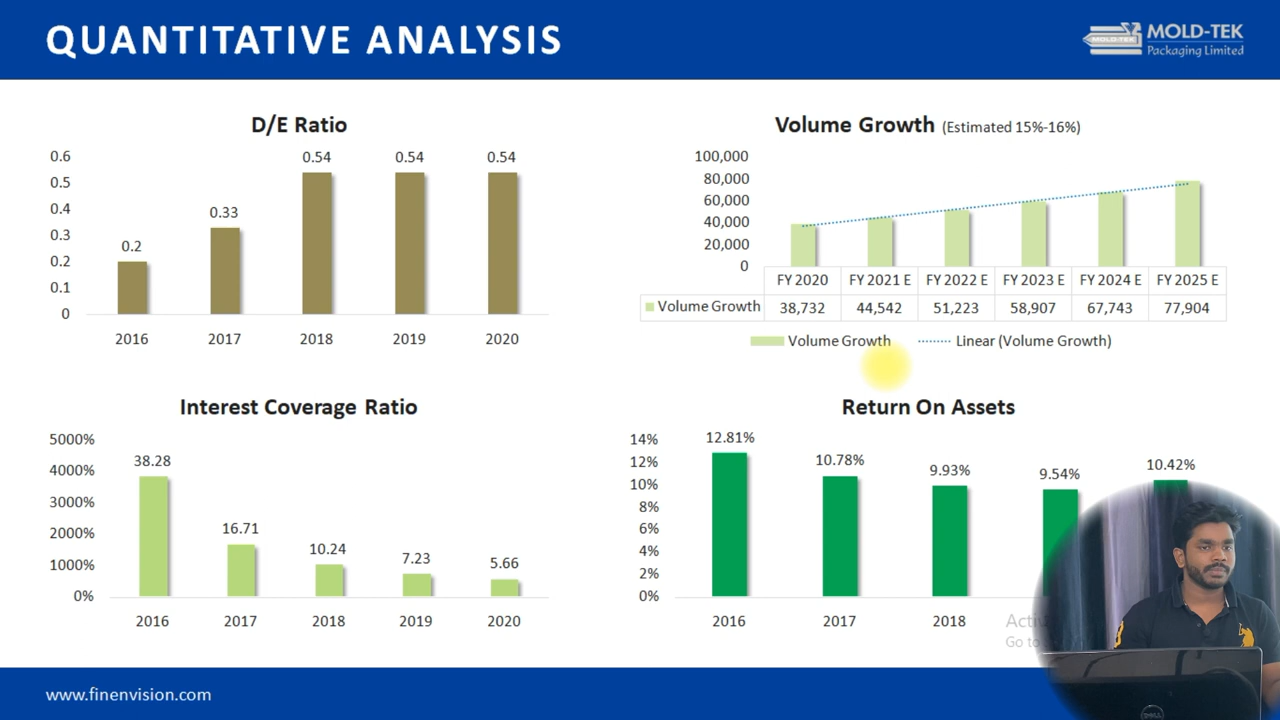 QUANTITATIVE ANALYSIS
MOLD-TEK
Packaging Limited
MOLD-TEK
D/E Ratio
0.6
0.5
0.4
0.3
0.2
0.1
0
0.2
0.33
0.54
0.54
0.54
2016 2017 2018 2019 2020
Volume Growth (Estimated 15%-16%)
100,000
80,000
60,000
40,000
20,000
0
FY 2020 FY 2021 E FY 2022 E FY 2023 E FY 2024 E FY 2025 E
Volume Growth 38,732 44,542 51,223 58,907 67,743 77,904
Volume Growth Linear (Volume Growth)
Interest Coverage Ratio
5000%
4000%
3000%
2000%
1000%
0%
38.28
16.71
10.24
7.23
5.66
2016 2017 2018 2019 2020
Return On Assets
14%
12%
10%
8%
6%
4%
2%
0%
12.81%
10.78%
9.93%
9.54%
10.42%
2016 2017 2018
Go to
www.finenvision.com
DELL